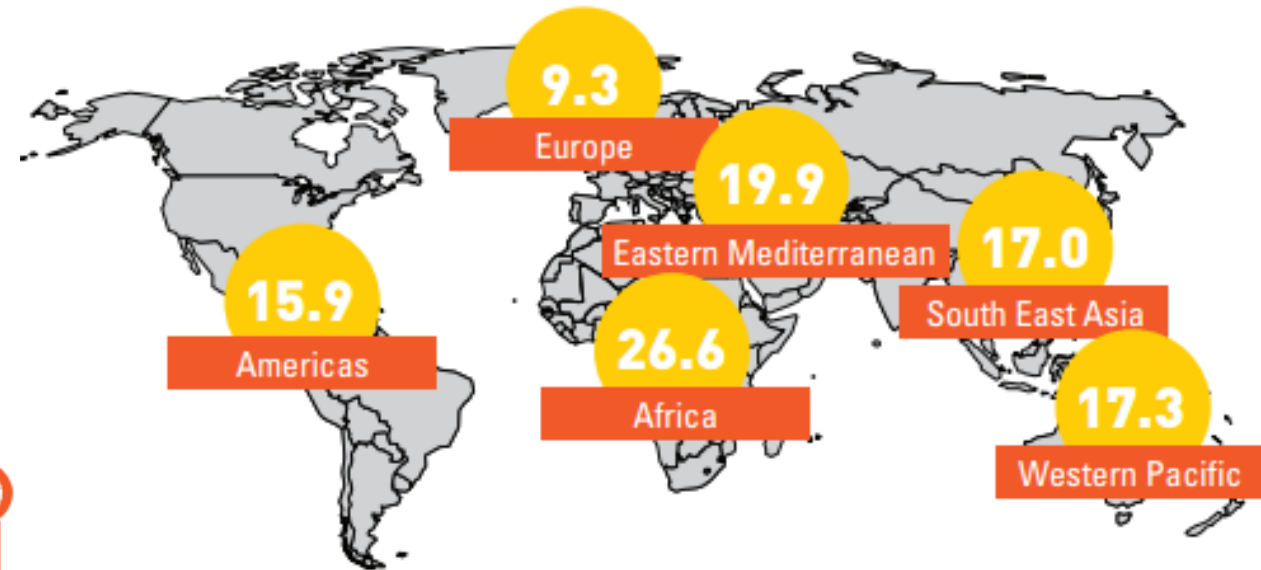 9.3
Europe
19.9
Eastern Mediterranean
17.0
South East Asia
15.9
Americas
26.6
Africa
17.3
Western Pacific